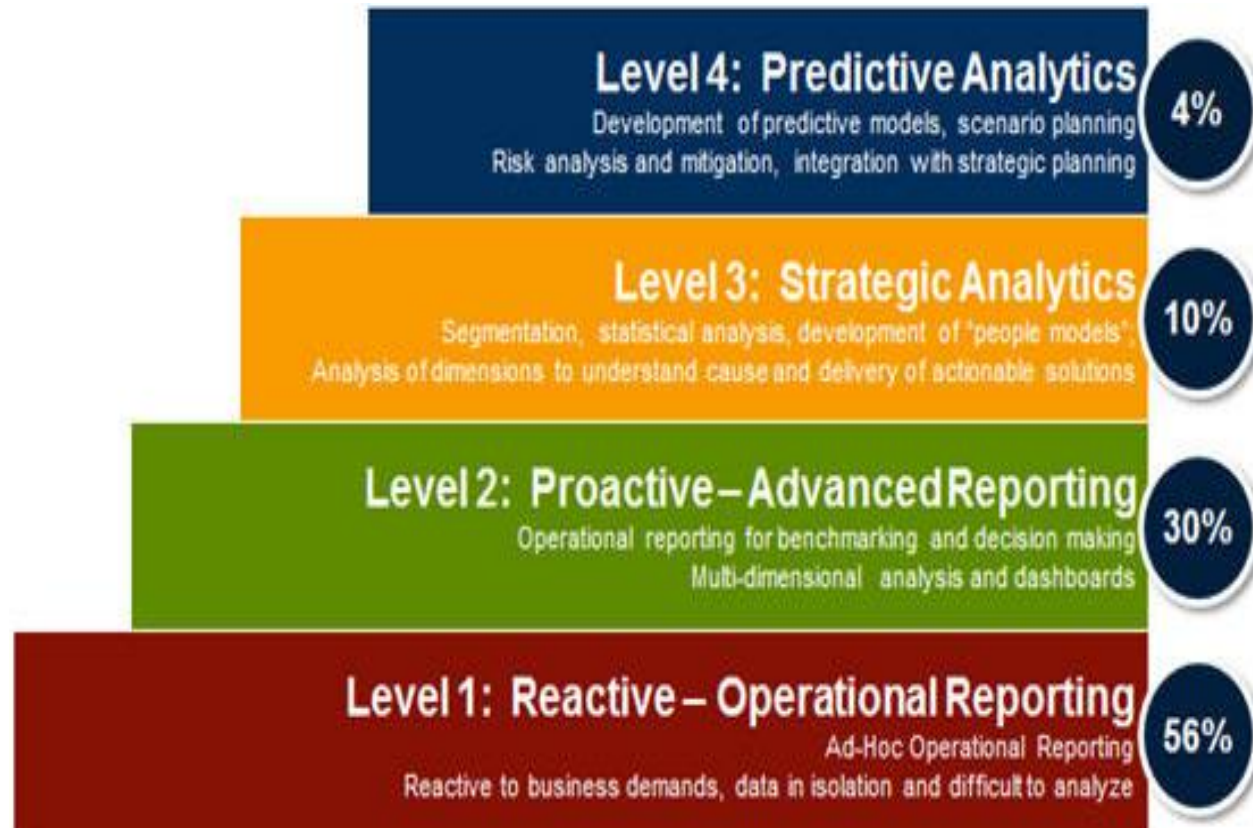 Level 4: Predictive Analytics
Development of predictive models, scenario planning
Risk analysis and mitigation, integration with strategic planning
4%
Level 3: Strategic Analytics
Segmentation, statistical analysis, development of "people models",
Analysis of dimensions to understand cause and delivery of actionable solutions
10%
Level 2: Proactive – Advanced Reporting
Operational reporting for benchmarking and decision making
Multi-dimensional analysis and dashboards
30%
Level 1: Reactive – Operational Reporting
Ad-Hoc Operational Reporting
Reactive to business demands, data in isolation and difficult to analyze
56%